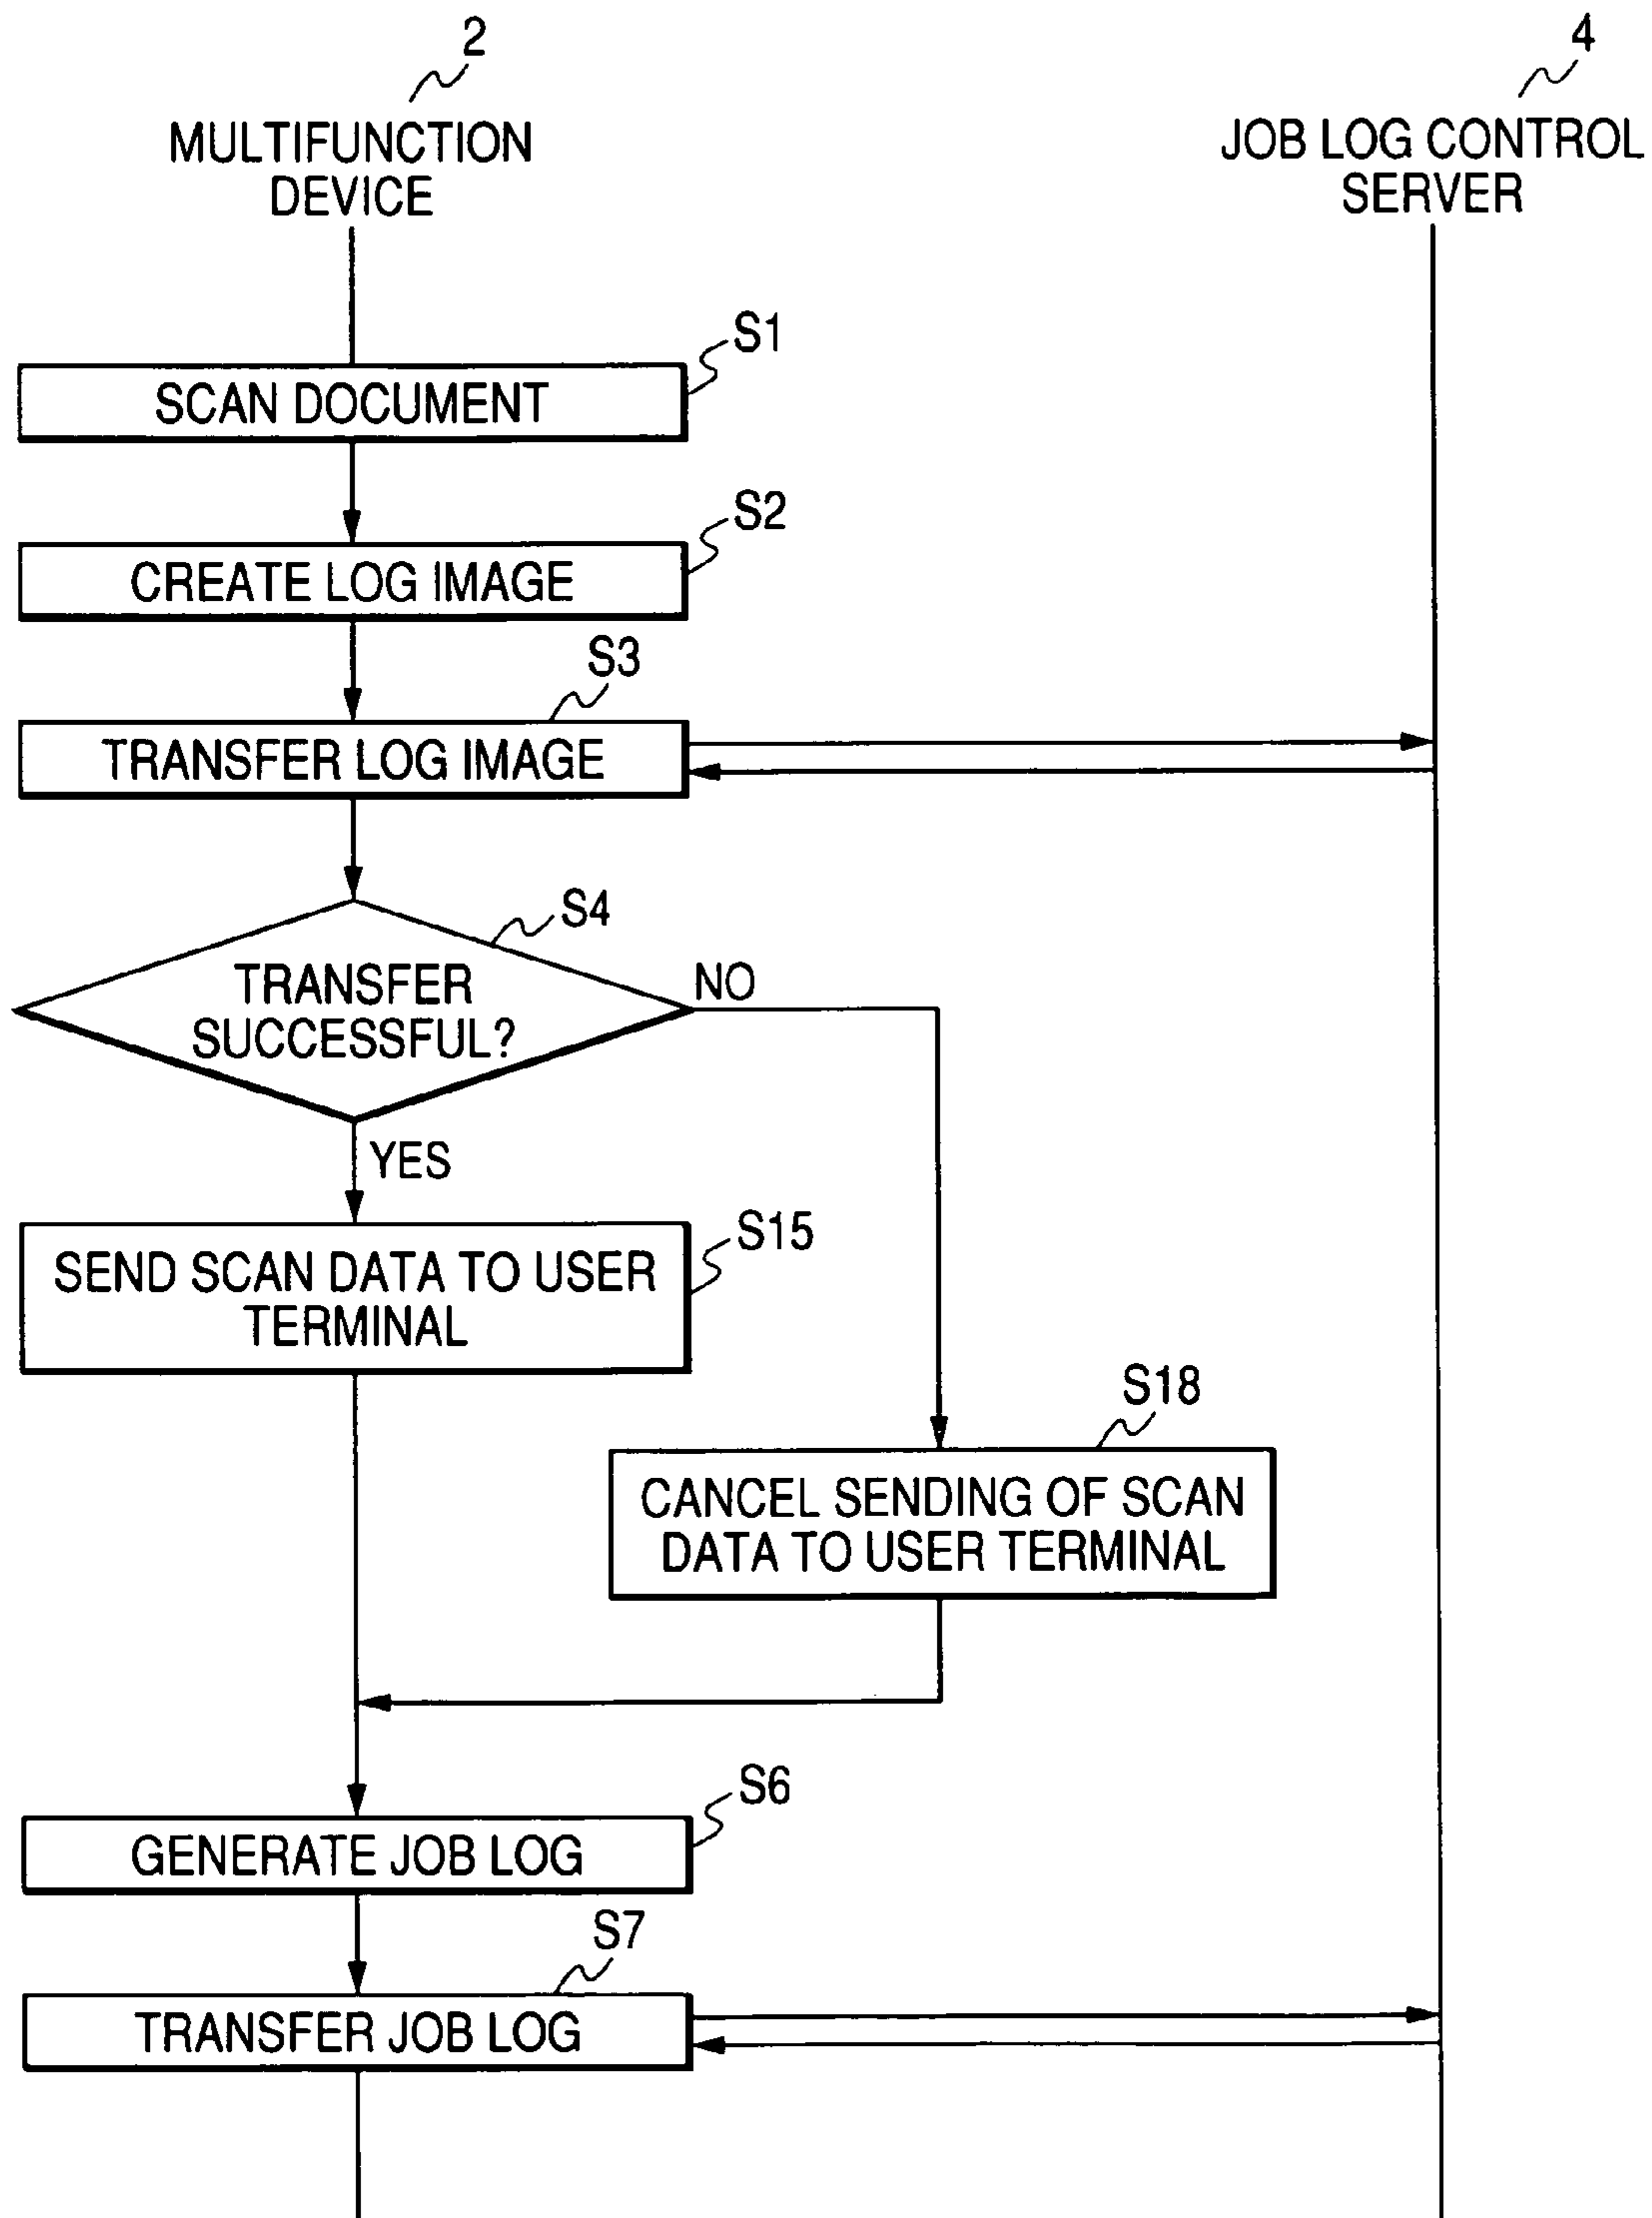 2
MULTIFUNCTION
DEVICE
4
JOB LOG CONTROL
SERVER
S1
SCAN DOCUMENT
S2
CREATE LOG IMAGE
S3
TRANSFER LOG IMAGE
S4
TRANSFER
SUCCESSFUL?
NO
YES
S15
SEND SCAN DATA TO USER
TERMINAL
S18
CANCEL SENDING OF SCAN
DATA TO USER TERMINAL
S6
GENERATE JOB LOG
S7
TRANSFER JOB LOG